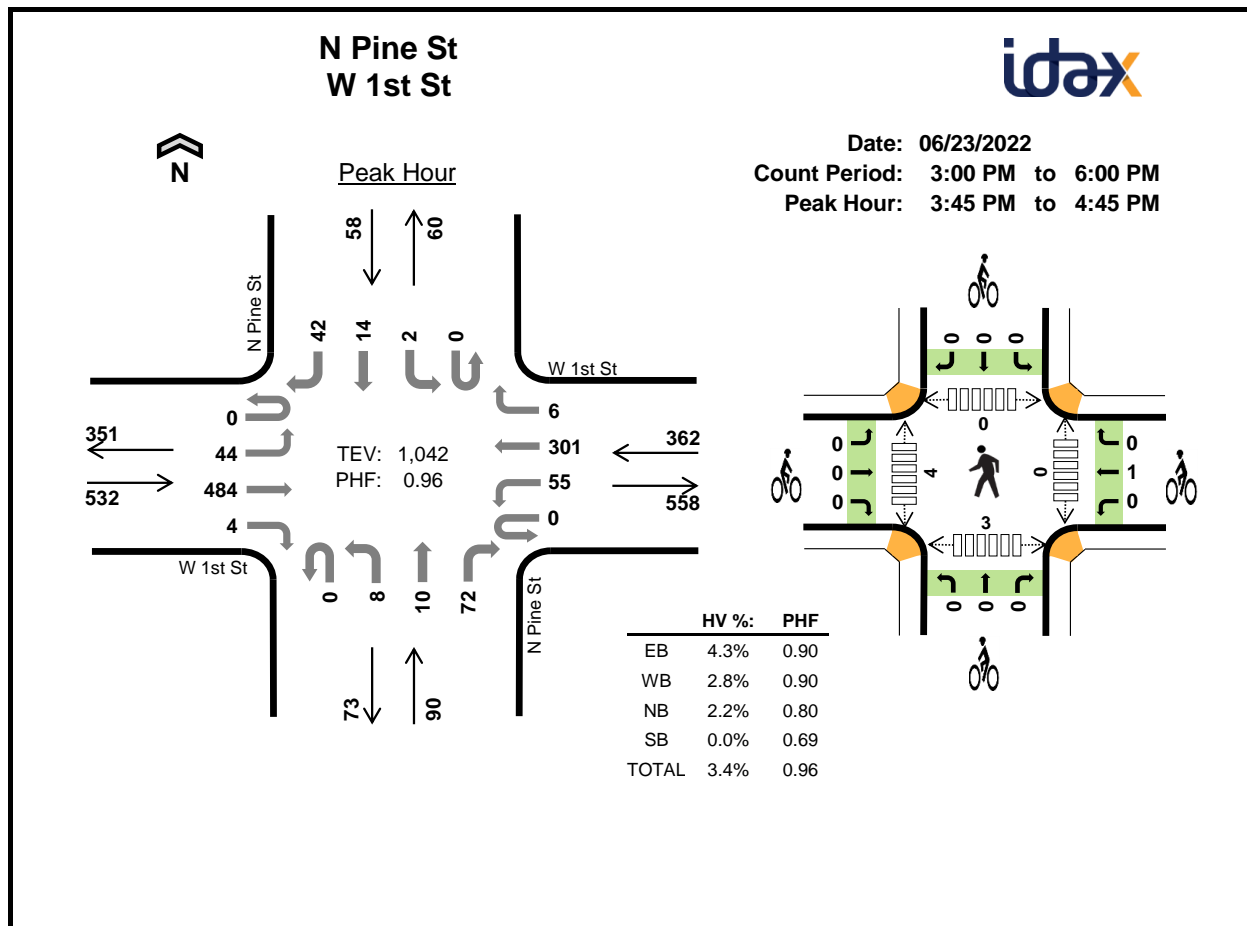 N Pine St
W 1st St
idax
N
Peak Hour
Date: 06/23/2022
Count Period: 3:00 PM to 6:00 PM
Peak Hour: 3:45 PM to 4:45 PM
58
60
N Pine St
42
14
2
0
W 1st St
0
44
484
4
351
532
TEV: 1,042
PHF: 0.96
6
301
55
0
362
558
W 1st St
0
8
10
72
N Pine St
73
90
0
0
0
0
0
0
0
0
4
0
0
1
0
3
0
0
0
HV %: PHF
EB 4.3% 0.90
WB 2.8% 0.90
NB 2.2% 0.80
SB 0.0% 0.69
TOTAL 3.4% 0.96